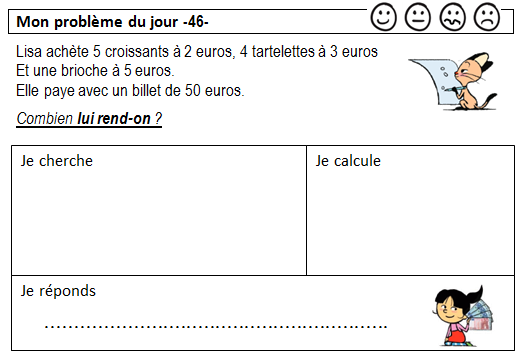 Mon problème du jour -46-
Lisa achète 5 croissants à 2 euros, 4 tartelettes à 3 euros
Et une brioche à 5 euros.
Elle paye avec un billet de 50 euros.
Combien lui rend-on ?
Je cherche
Je calcule
Je réponds
……………………………………………………….